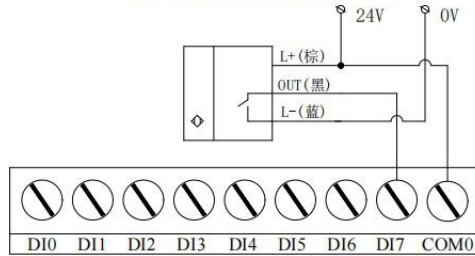 24V 0V
L+(棕)
OUT(黑)
L-(蓝)
DI0 DI1 DI2 DI3 DI4 DI5 DI6 DI7 COM0